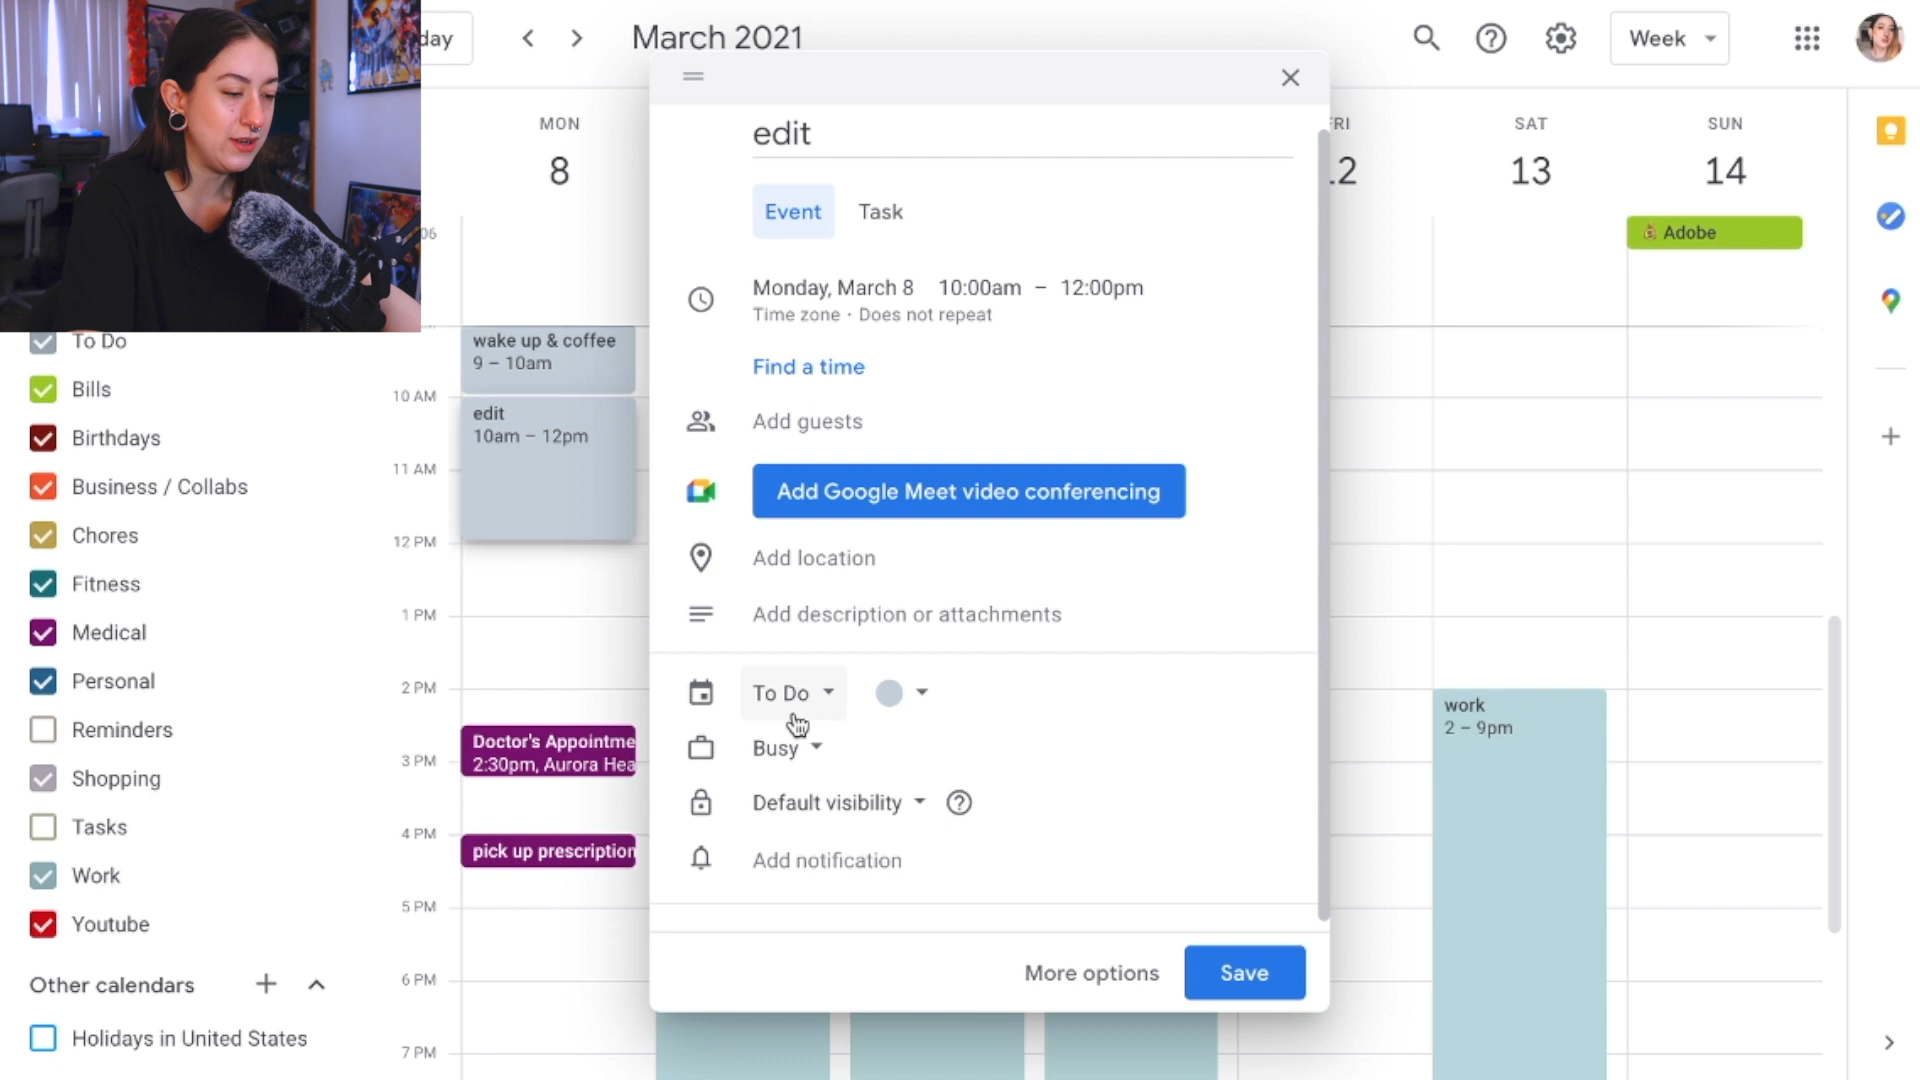 day
March 2021
Week
MON
8
FRI
12
SAT
13
SUN
14
06
Adobe
To Do
Bills
Birthdays
Business / Collabs
Chores
Fitness
Medical
Personal
Reminders
Shopping
Tasks
Work
Youtube
Other calendars
Holidays in United States
10 AM
11 AM
12 PM
1 PM
2 PM
3 PM
4 PM
5 PM
6 PM
7 PM
wake up & coffee
9 – 10am
edit
10am – 12pm
Doctor's Appointme
2:30pm, Aurora Hea
pick up prescription
work
2 – 9pm
edit
Event Task
Monday, March 8 10:00am – 12:00pm
Time zone · Does not repeat
Find a time
Add guests
Add Google Meet video conferencing
Add location
Add description or attachments
To Do
Busy
Default visibility
Add notification
More options Save